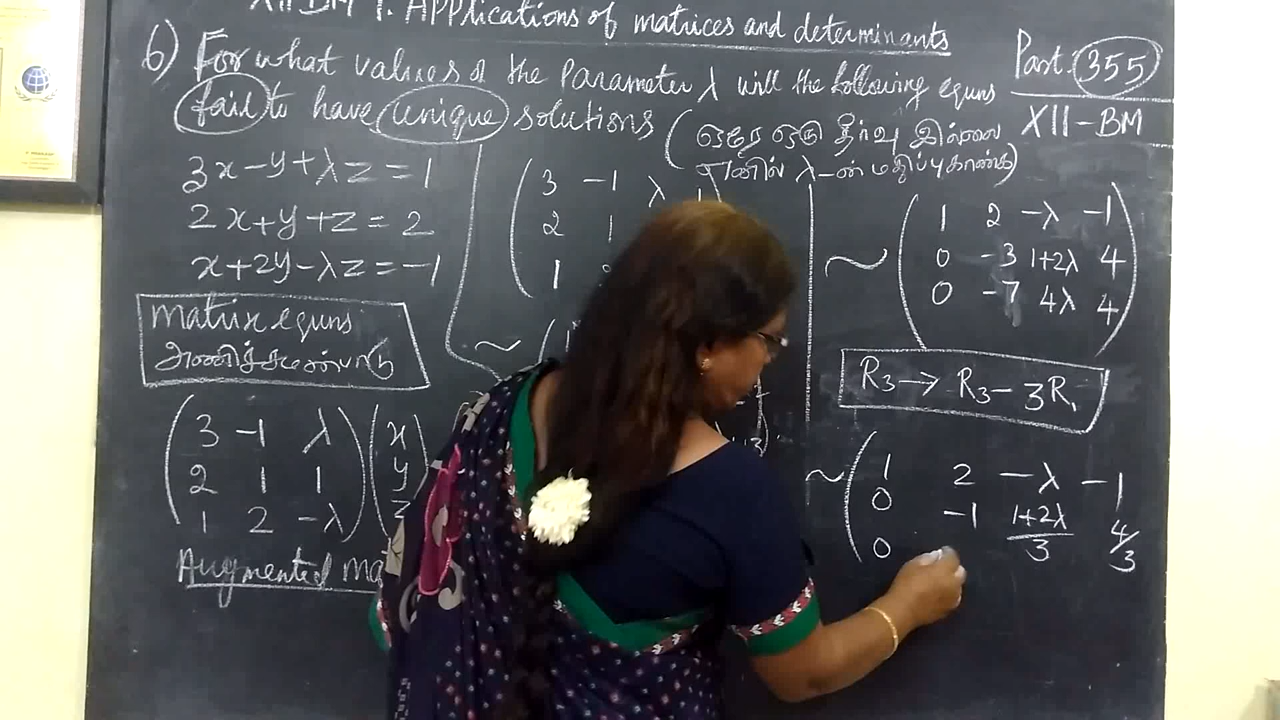 XII BM 1. Applications of matrices and determinants
Part: 355
XII-BM
6) For what values of the Parameter λ will the following equns
fail to have unique solutions (ஒரே ஒரு தீர்வு இல்லை
எனில் λ-ன் மதிப்பு காண்க)
3x-y+λz=1
2x+y+z=2
x+2y-λz=-1
matrix equns
அணிச்சமன்பாடு
3 -1 λ x
2 1 1 y
1 2 -λ z
Augmented ma
3 -1 λ 1
2 1
1
~
~ 1 2 -λ -1
0 -3 1+2λ 4
0 -7 4λ 4
R3 → R3 - 3R1
~ 1 2 -λ -1
0 -1 1+2λ/3 4/3
0